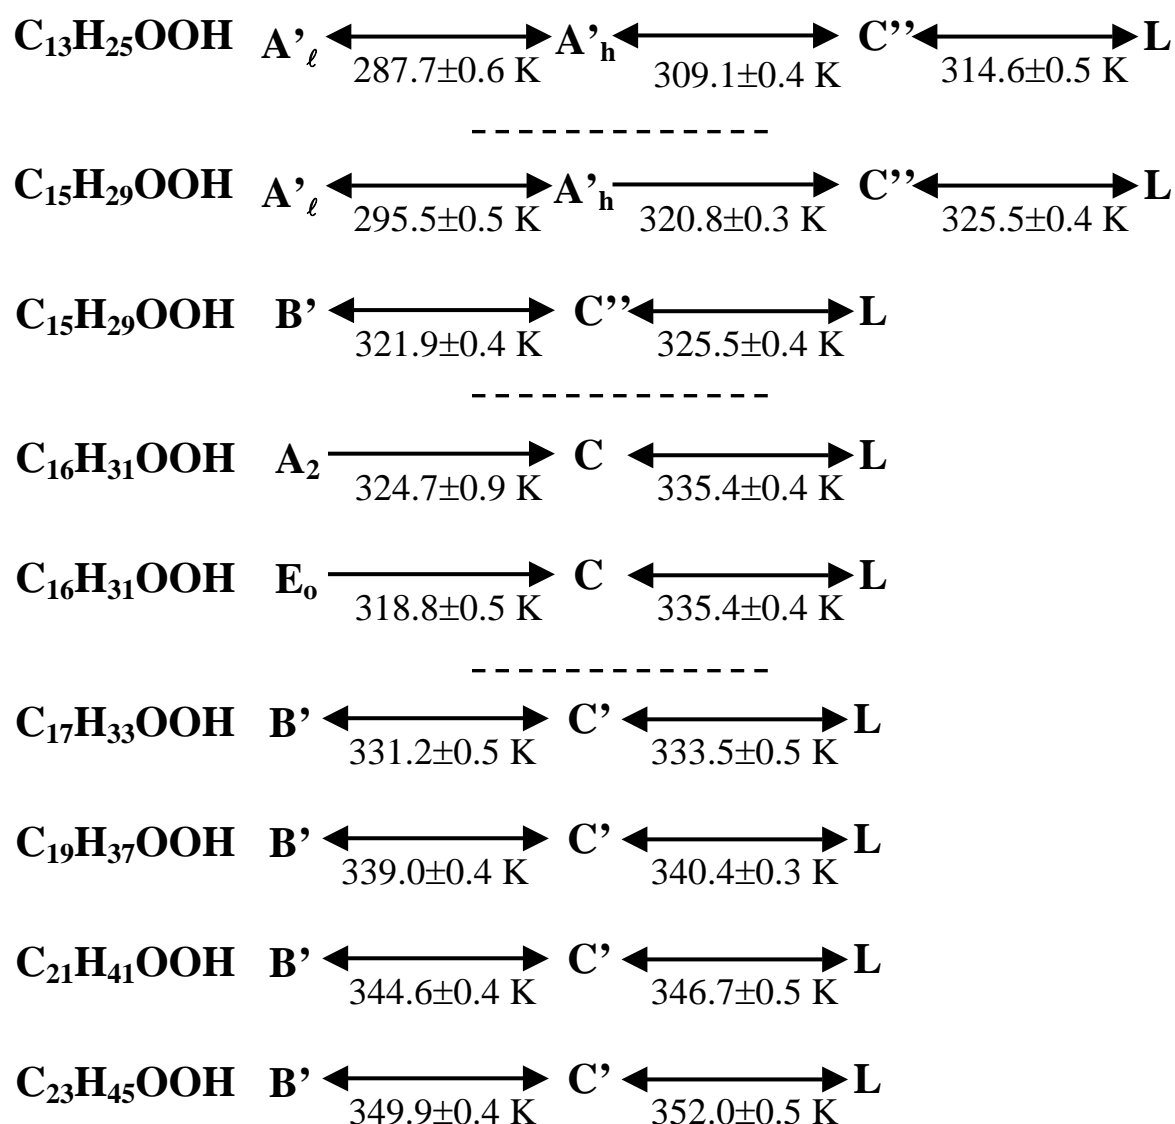 C₁₃H₂₅OOH A’ℓ A’h C’’ L
287.7±0.6 K 309.1±0.4 K 314.6±0.5 K
C₁₅H₂₉OOH A’ℓ A’h C’’ L
295.5±0.5 K 320.8±0.3 K 325.5±0.4 K
C₁₅H₂₉OOH B’ C’’ L
321.9±0.4 K 325.5±0.4 K
C₁₆H₃₁OOH A₂ C L
324.7±0.9 K 335.4±0.4 K
C₁₆H₃₁OOH Eₒ C L
318.8±0.5 K 335.4±0.4 K
C₁₇H₃₃OOH B’ C’ L
331.2±0.5 K 333.5±0.5 K
C₁₉H₃₇OOH B’ C’ L
339.0±0.4 K 340.4±0.3 K
C₂₁H₄₁OOH B’ C’ L
344.6±0.4 K 346.7±0.5 K
C₂₃H₄₅OOH B’ C’ L
349.9±0.4 K 352.0±0.5 K